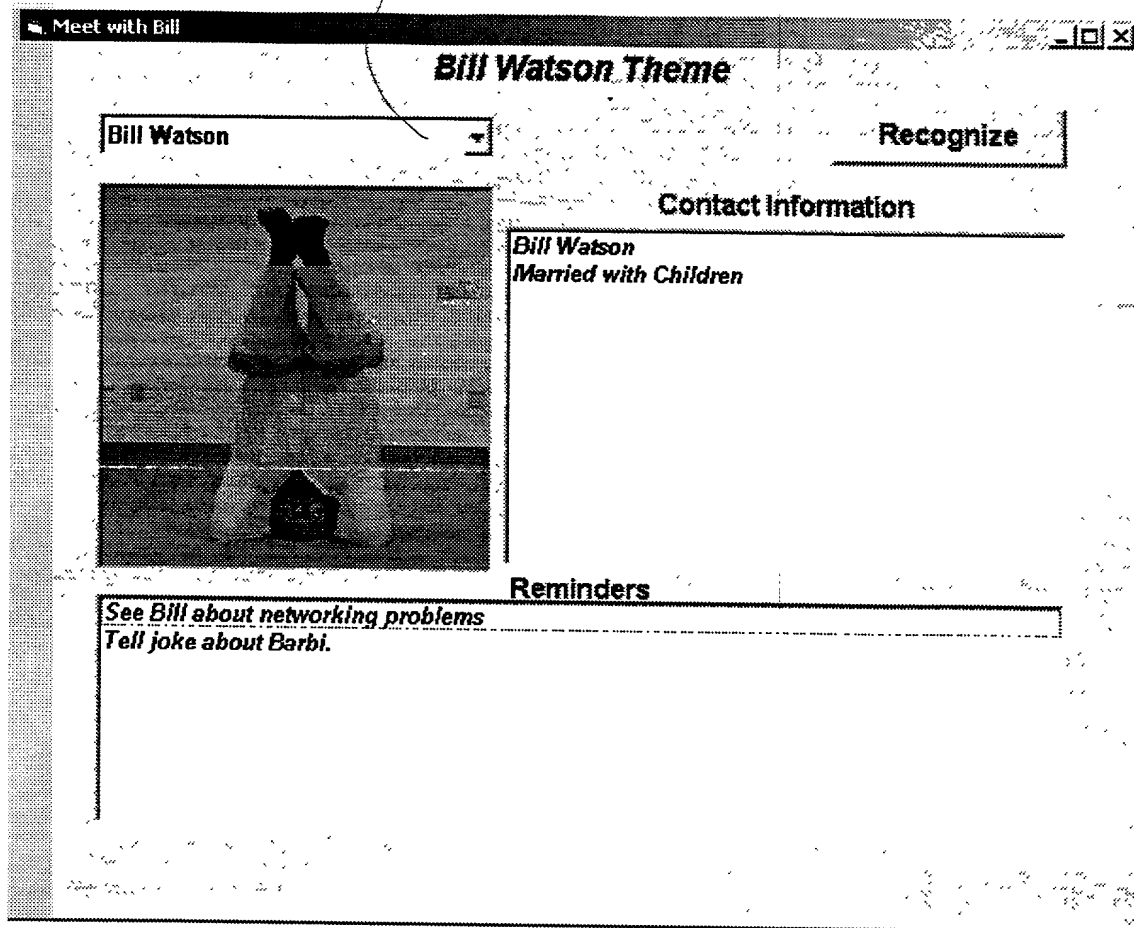 Meet with Bill
Bill Watson Theme
Bill Watson
Recognize
Contact Information
Bill Watson
Married with Children
Reminders
See Bill about networking problems
Tell joke about Barbi.